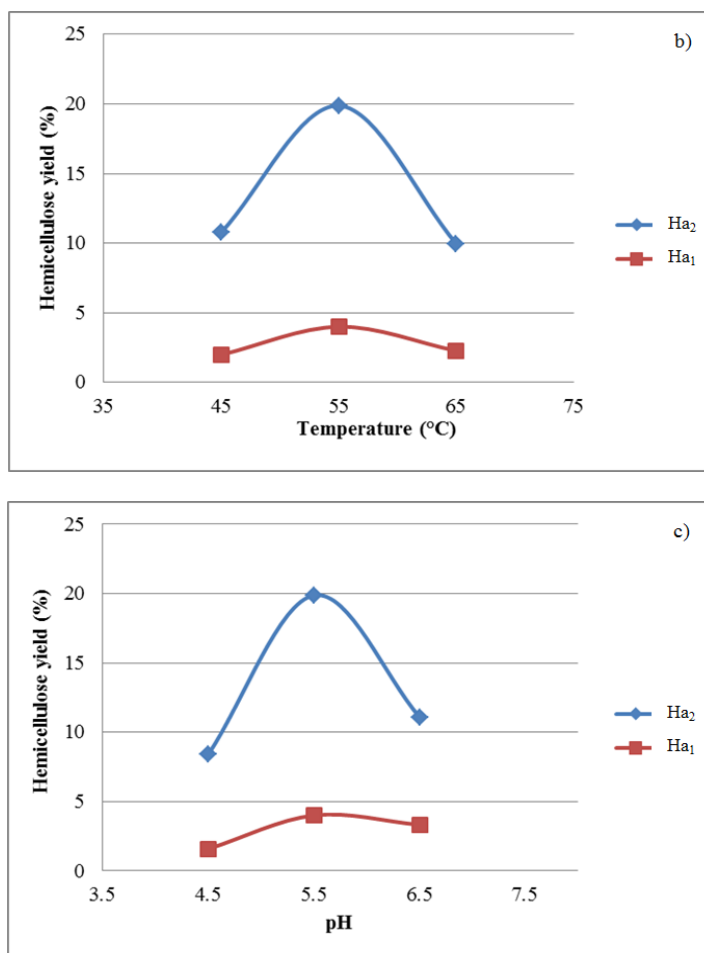 b)
25
20
15
10
5
0
Hemicellulose yield (%)
35 45 55 65 75
Temperature (°C)
Ha₂
Ha₁
c)
25
20
15
10
5
0
Hemicellulose yield (%)
3.5 4.5 5.5 6.5 7.5
pH
Ha₂
Ha₁